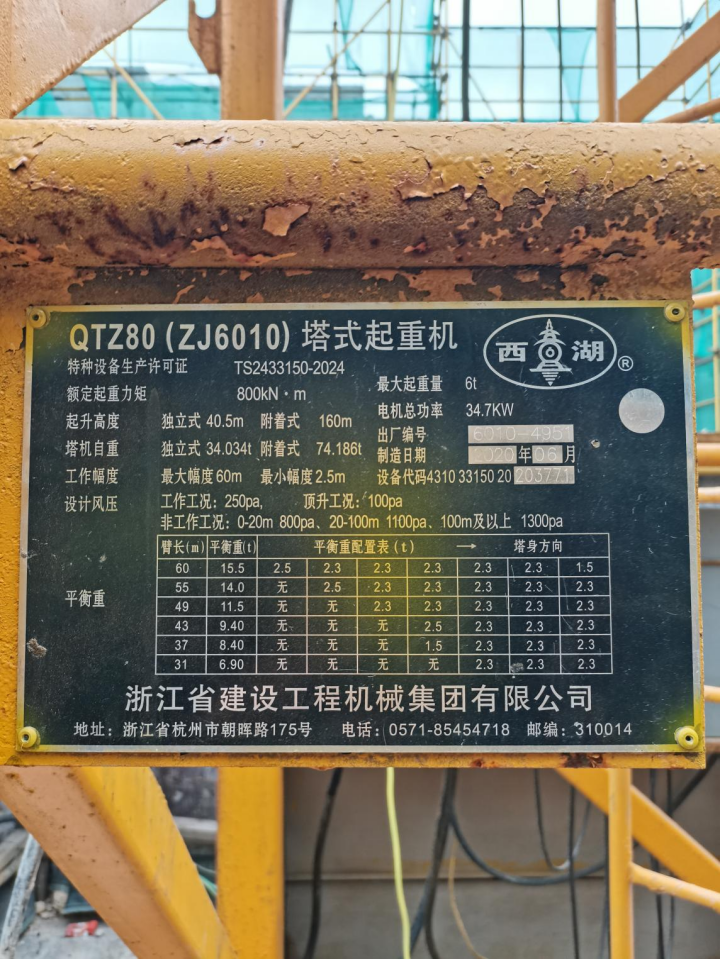 QTZ80 (ZJ6010) 塔式起重机
西湖®
特种设备生产许可证 TS2433150-2024
额定起重力矩 800kN·m
最大起重量 6t
起升高度 独立式 40.5m 附着式 160m
电机总功率 34.7KW
塔机自重 独立式 34.034t 附着式 74.186t
出厂编号 6010-4951
制造日期 2020年06月
工作幅度 最大幅度60m 最小幅度2.5m
设备代码4310 33150 20 203771
设计风压 工作工况: 250pa, 顶升工况: 100pa
非工作工况: 0-20m 800pa、20-100m 1100pa、100m及以上 1300pa
平衡重
臂长(m) 平衡重(t) 平衡重配置表(t) → 塔身方向
60 15.5 2.5 2.3 2.3 2.3 2.3 2.3 1.5
55 14.0 无 2.5 2.3 2.3 2.3 2.3 2.3
49 11.5 无 无 2.3 2.3 2.3 2.3 2.3
43 9.40 无 无 无 2.5 2.3 2.3 2.3
37 8.40 无 无 无 1.5 2.3 2.3 2.3
31 6.90 无 无 无 无 2.3 2.3 2.3
浙江省建设工程机械集团有限公司
地址: 浙江省杭州市朝晖路175号 电话: 0571-85454718 邮编: 310014